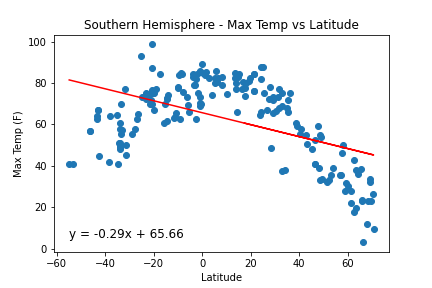 Southern Hemisphere - Max Temp vs Latitude
100
80
60
40
20
0
Max Temp (F)
y = -0.29x + 65.66
−60 −40 −20 0 20 40 60
Latitude